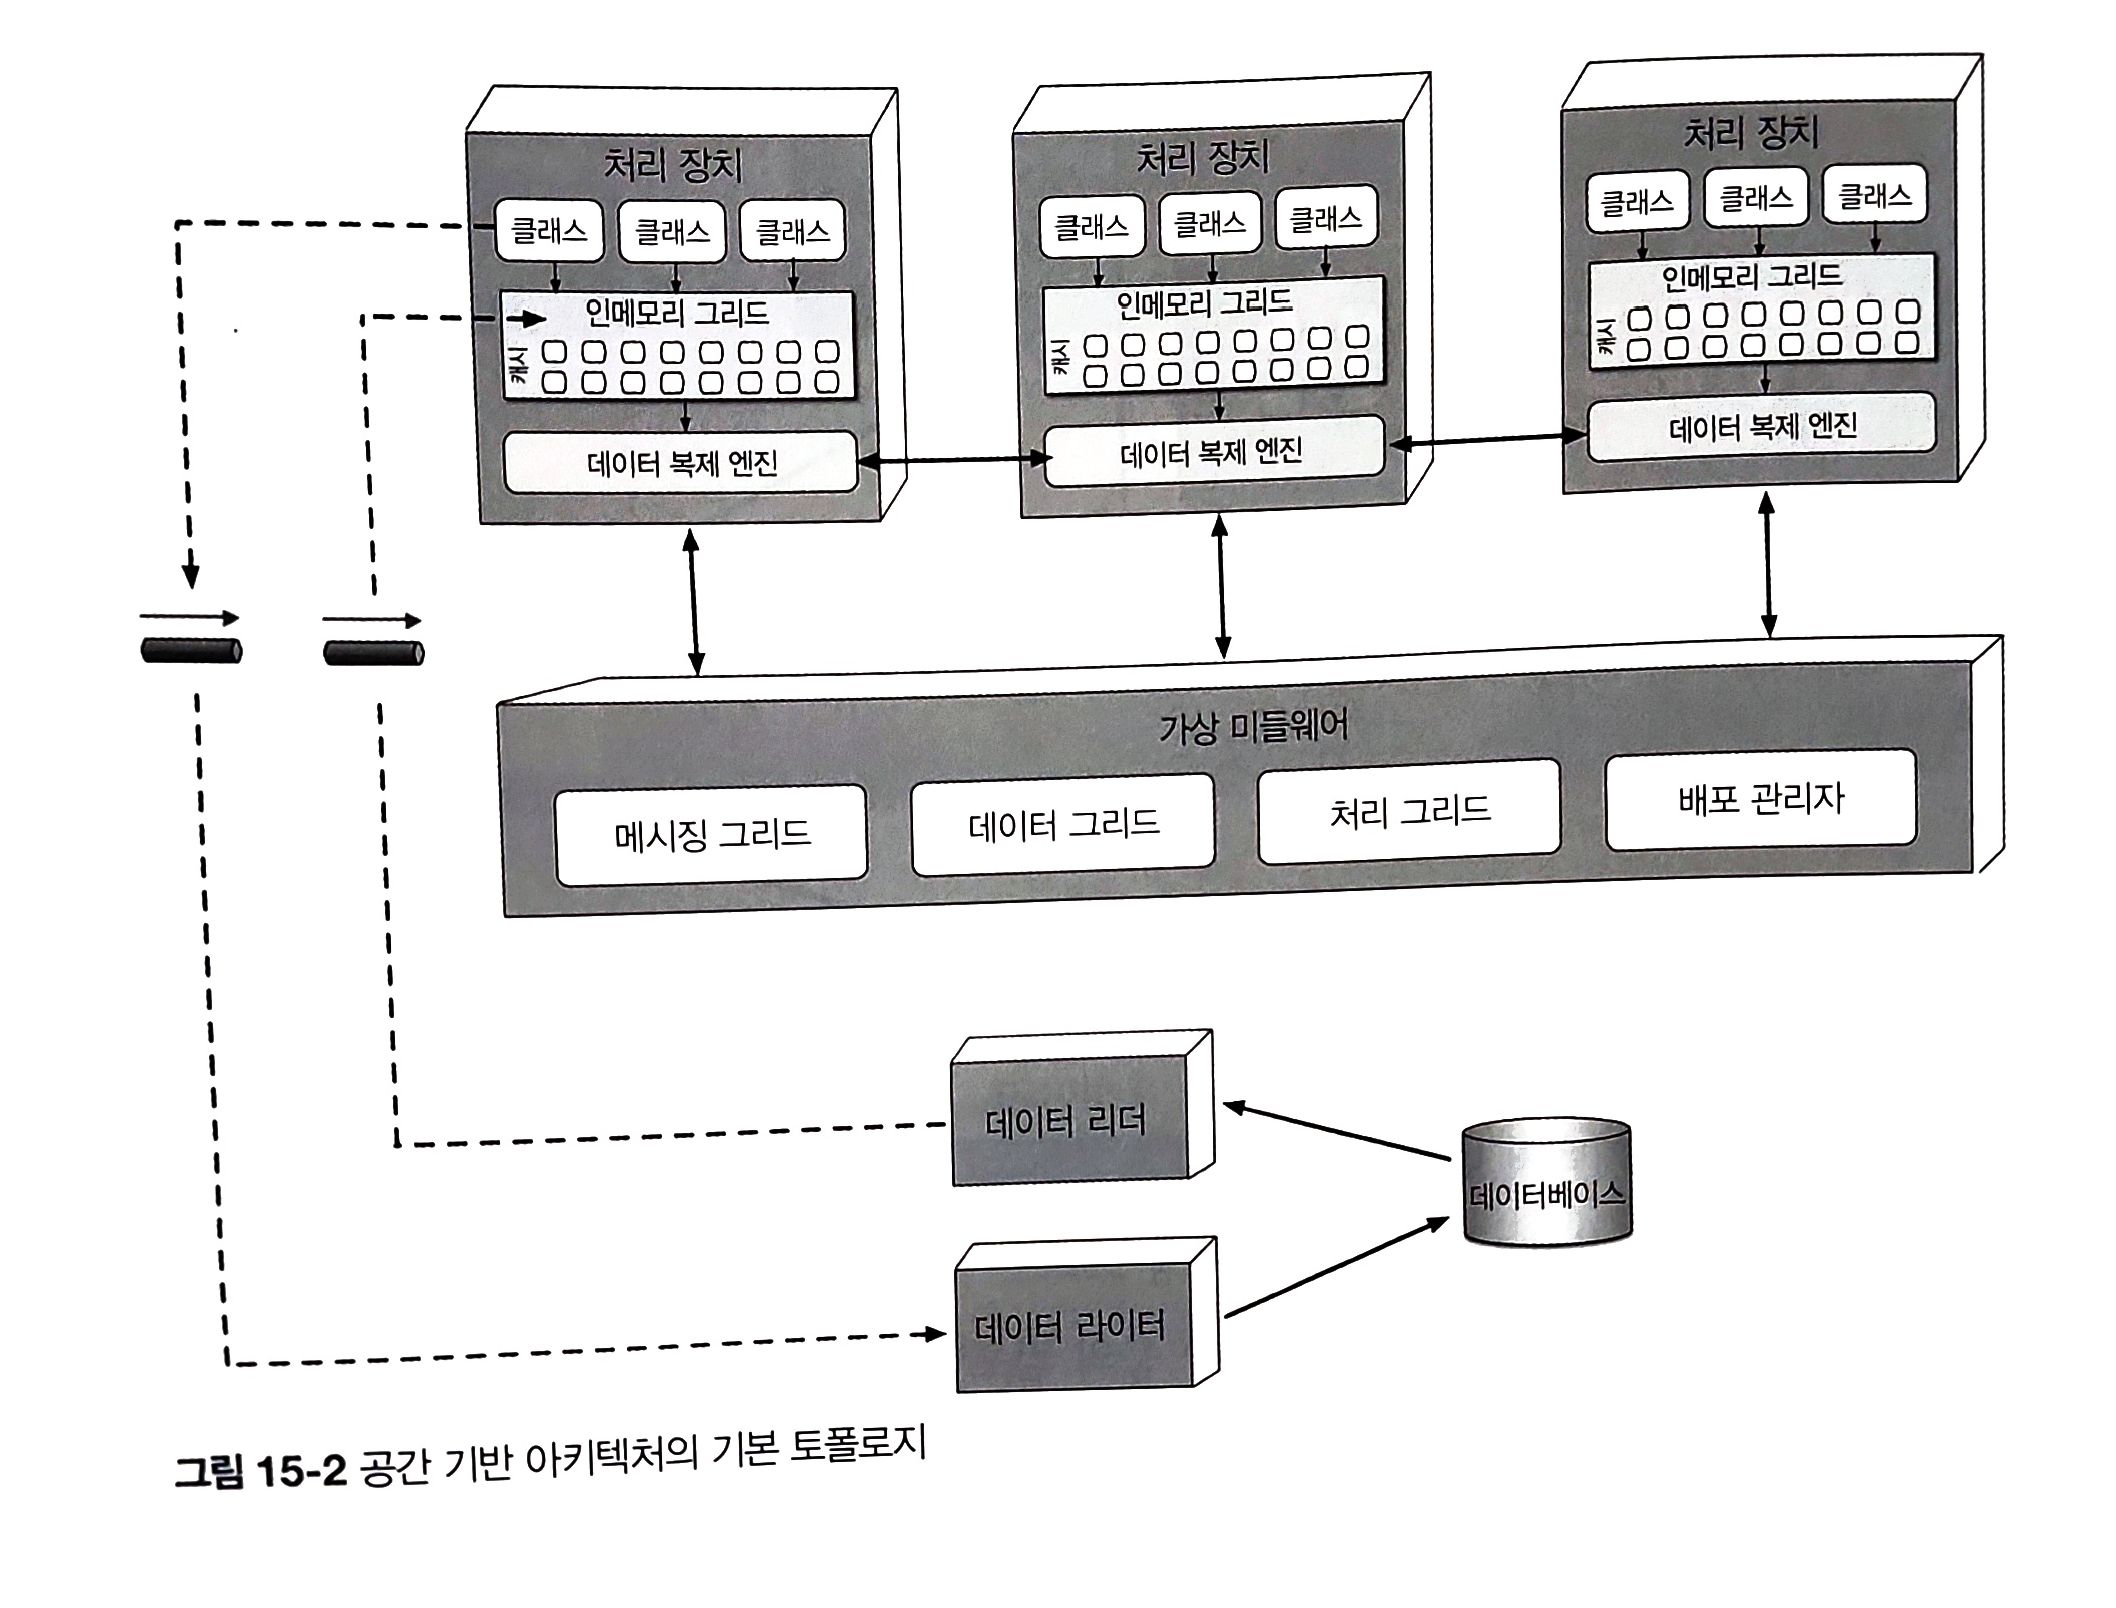 처리 장치
클래스 클래스 클래스
인메모리 그리드
캐시
데이터 복제 엔진
처리 장치
클래스 클래스 클래스
인메모리 그리드
캐시
데이터 복제 엔진
처리 장치
클래스 클래스 클래스
인메모리 그리드
캐시
데이터 복제 엔진
가상 미들웨어
메시징 그리드
데이터 그리드
처리 그리드
배포 관리자
데이터 리더
데이터베이스
데이터 라이터
그림 15-2 공간 기반 아키텍처의 기본 토폴로지